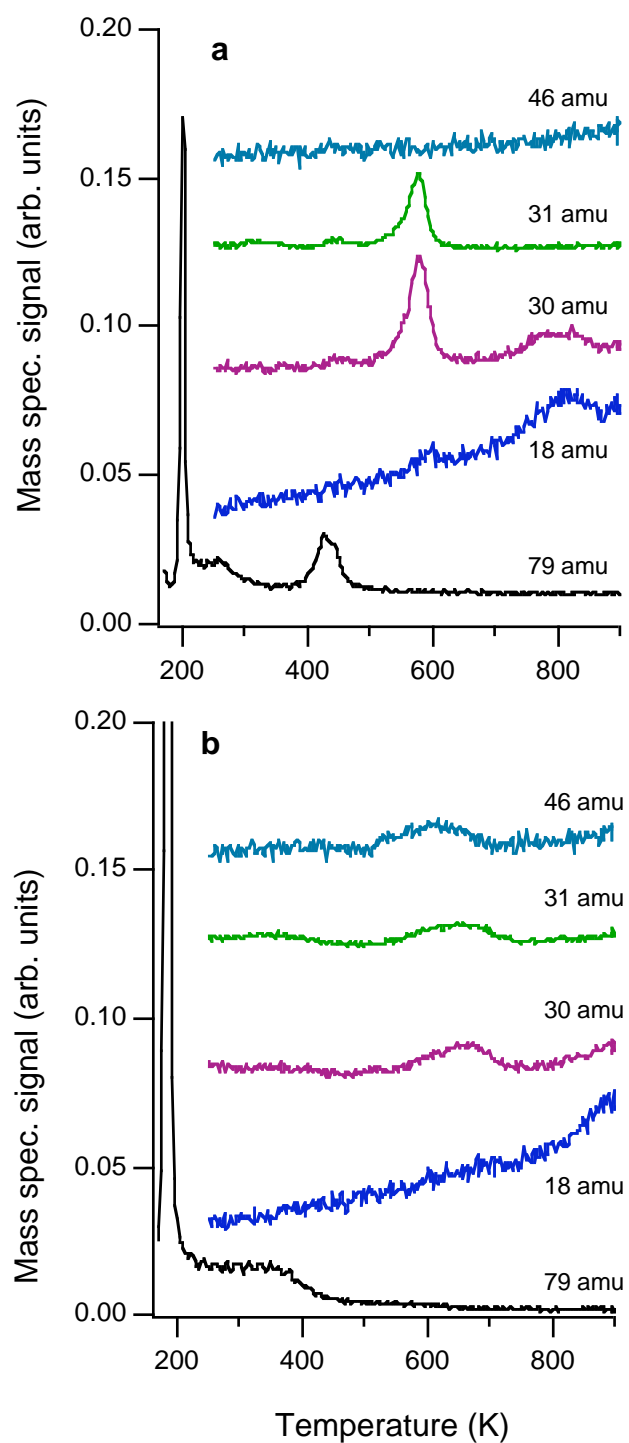 a
0.20
0.15
0.10
0.05
0.00
Mass spec. signal (arb. units)
46 amu
31 amu
30 amu
18 amu
79 amu
200 400 600 800
b
0.20
0.15
0.10
0.05
0.00
Mass spec. signal (arb. units)
46 amu
31 amu
30 amu
18 amu
79 amu
200 400 600 800
Temperature (K)